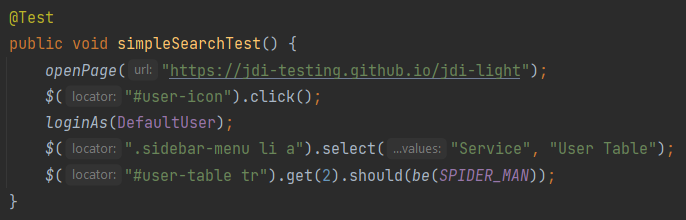 @Test
public void simpleSearchTest() {
    openPage( url: "https://jdi-testing.github.io/jdi-light");
    $( locator: "#user-icon").click();
    loginAs(DefaultUser);
    $( locator: ".sidebar-menu li a").select( ...values: "Service", "User Table");
    $( locator: "#user-table tr").get(2).should(be(SPIDER_MAN));
}